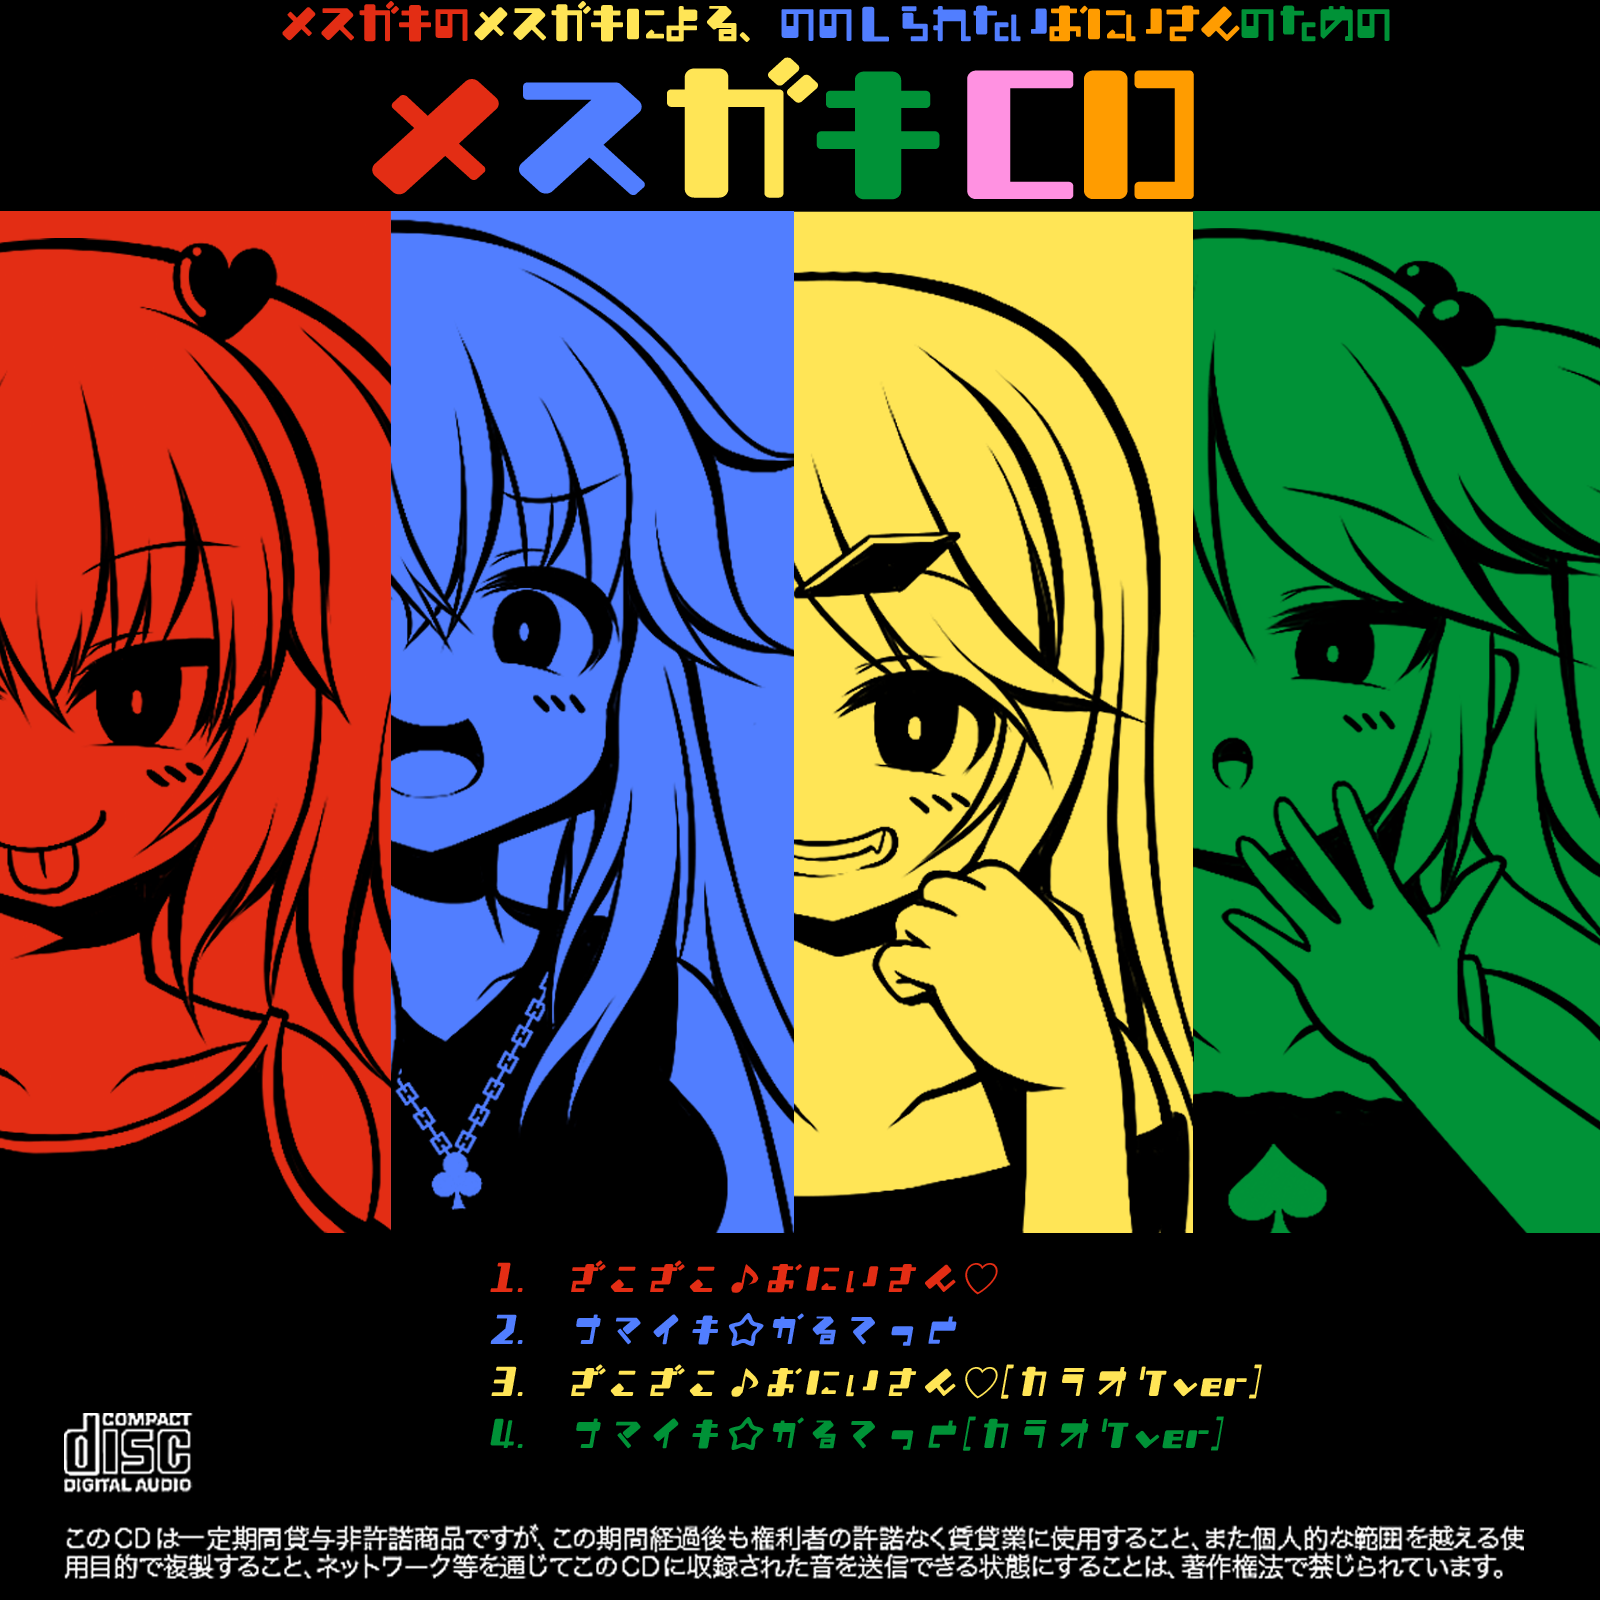 メスガキのメスガキによる、ののしられたいおにいさんのための
メスガキCD
1. ざこざこ♪おにいさん♡
2. ナマイキ☆がるてっと
3. ざこざこ♪おにいさん♡[カラオケver]
4. ナマイキ☆がるてっと[カラオケver]
COMPACT
disc
DIGITAL AUDIO
このCDは一定期間貸与非許諾商品ですが、この期間経過後も権利者の許諾なく賃貸業に使用すること、また個人的な範囲を越える使
用目的で複製すること、ネットワーク等を通じてこのCDに収録された音を送信できる状態にすることは、著作権法で禁じられています。